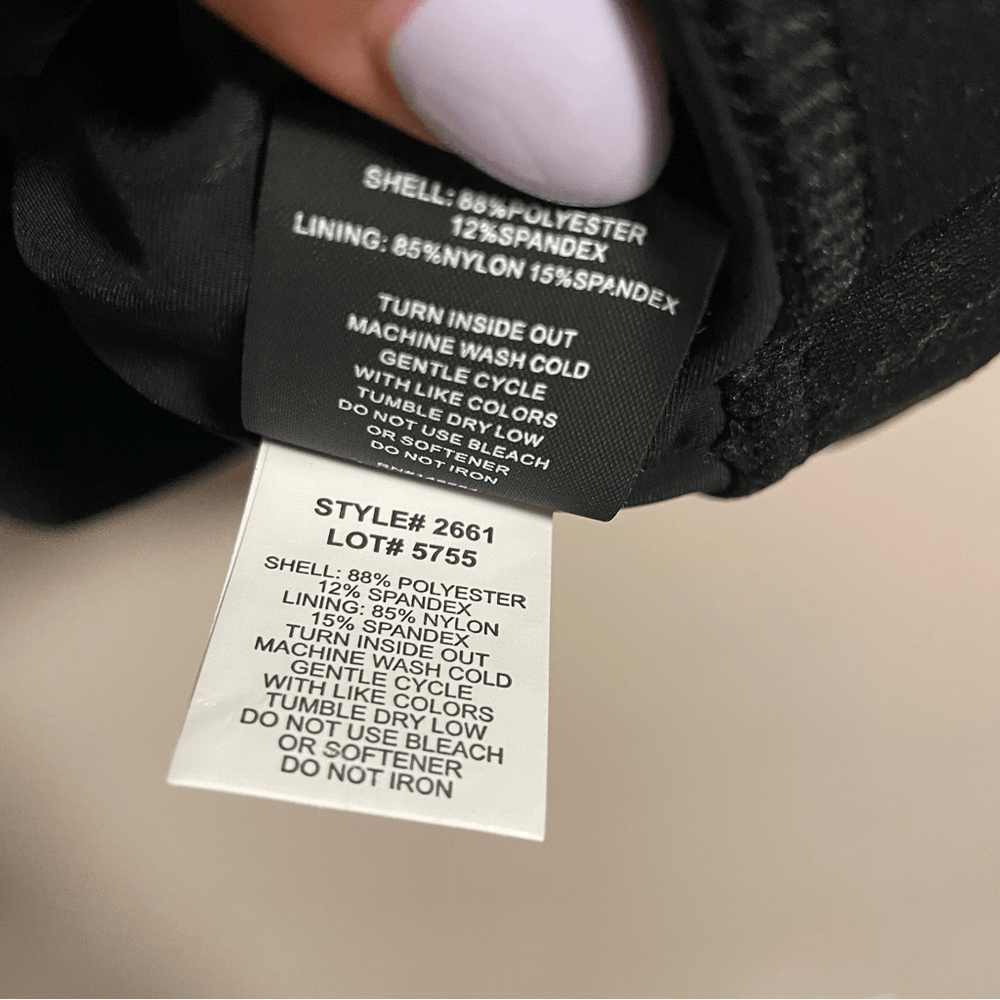 SHELL: 88%POLYESTER
12%SPANDEX
LINING: 85%NYLON 15%SPANDEX
TURN INSIDE OUT
MACHINE WASH COLD
GENTLE CYCLE
WITH LIKE COLORS
TUMBLE DRY LOW
DO NOT USE BLEACH
OR SOFTENER
DO NOT IRON
STYLE# 2661
LOT# 5755
SHELL: 88% POLYESTER
12% SPANDEX
LINING: 85% NYLON
15% SPANDEX
TURN INSIDE OUT
MACHINE WASH COLD
GENTLE CYCLE
WITH LIKE COLORS
TUMBLE DRY LOW
DO NOT USE BLEACH
OR SOFTENER
DO NOT IRON